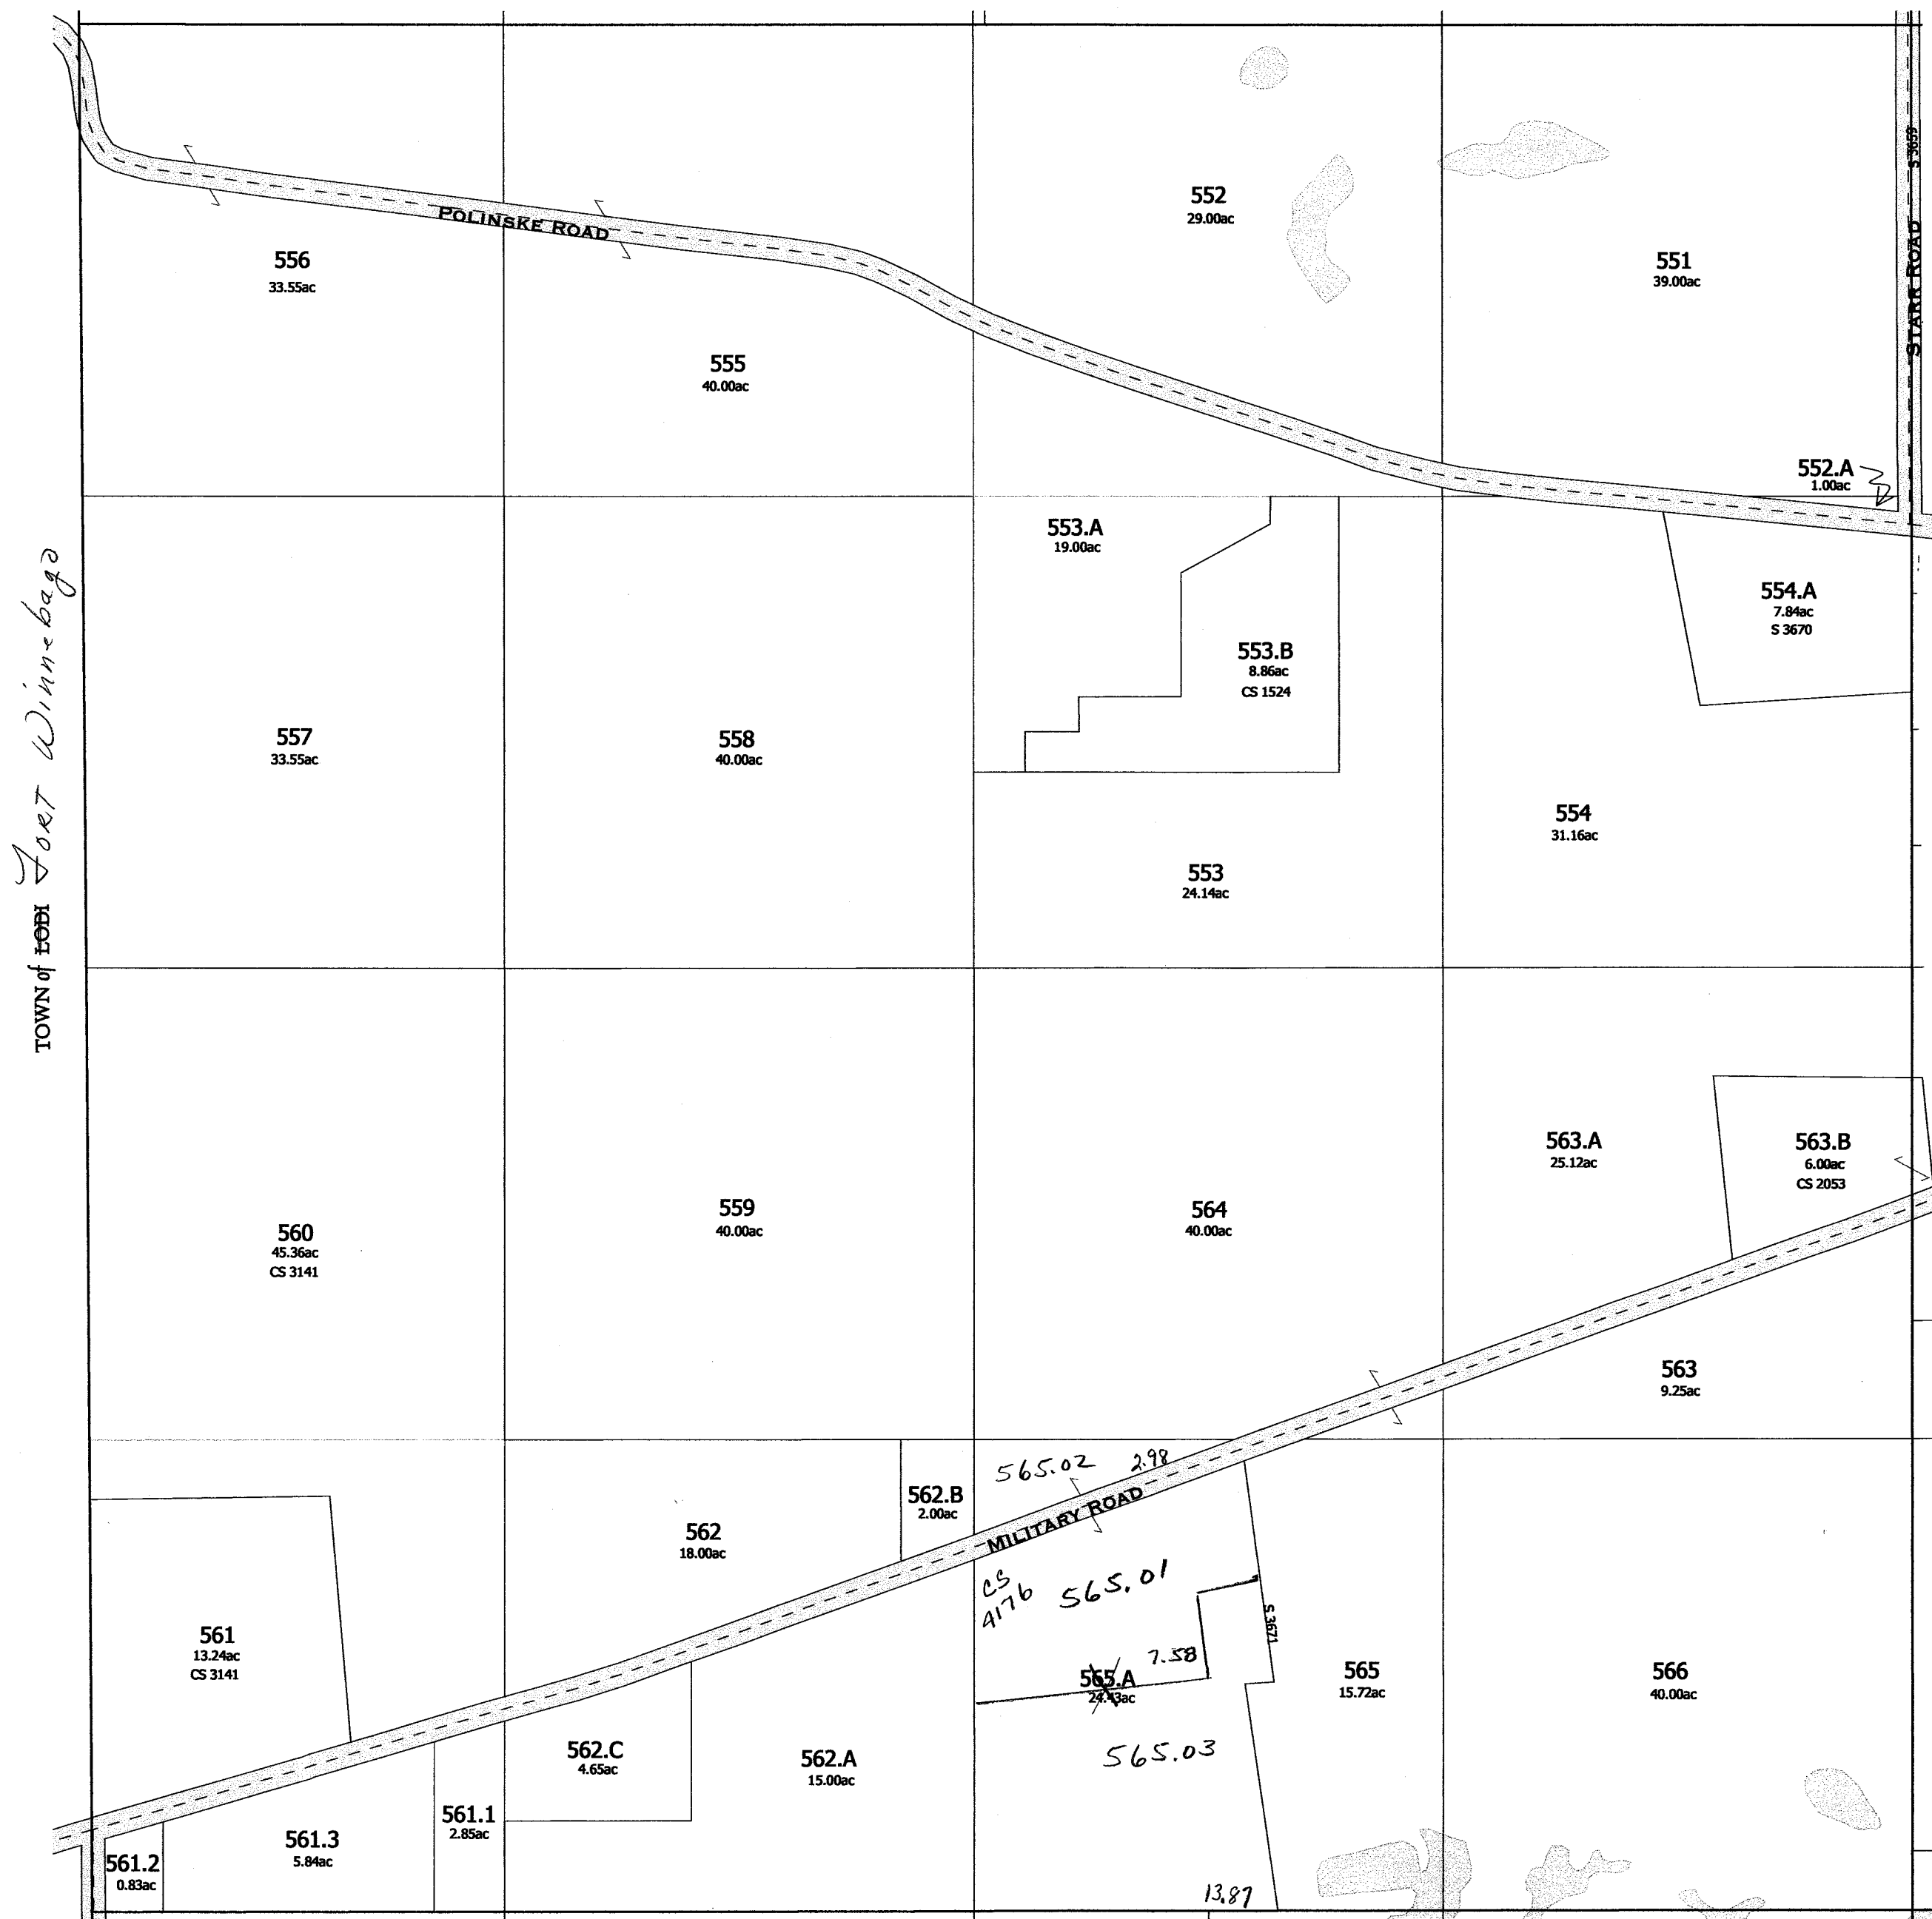 S 3659
STARR ROAD
552
29.00ac
POLINSKE ROAD
556
33.55ac
551
39.00ac
555
40.00ac
552.A
1.00ac
553.A
19.00ac
554.A
7.84ac
S 3670
553.B
8.86ac
CS 1524
TOWN of LODI FORT Winnebago
557
33.55ac
558
40.00ac
554
31.16ac
553
24.14ac
563.A
25.12ac
563.B
6.00ac
CS 2053
560
45.36ac
CS 3141
559
40.00ac
564
40.00ac
563
9.25ac
565.02 2.98
562.B
2.00ac
MILITARY ROAD
562
18.00ac
CS
4176
565.01
S 3671
561
13.24ac
CS 3141
7.58
565.A
24.43ac
565
15.72ac
566
40.00ac
565.03
562.C
4.65ac
562.A
15.00ac
561.1
2.85ac
561.3
5.84ac
561.2
0.83ac
13.87